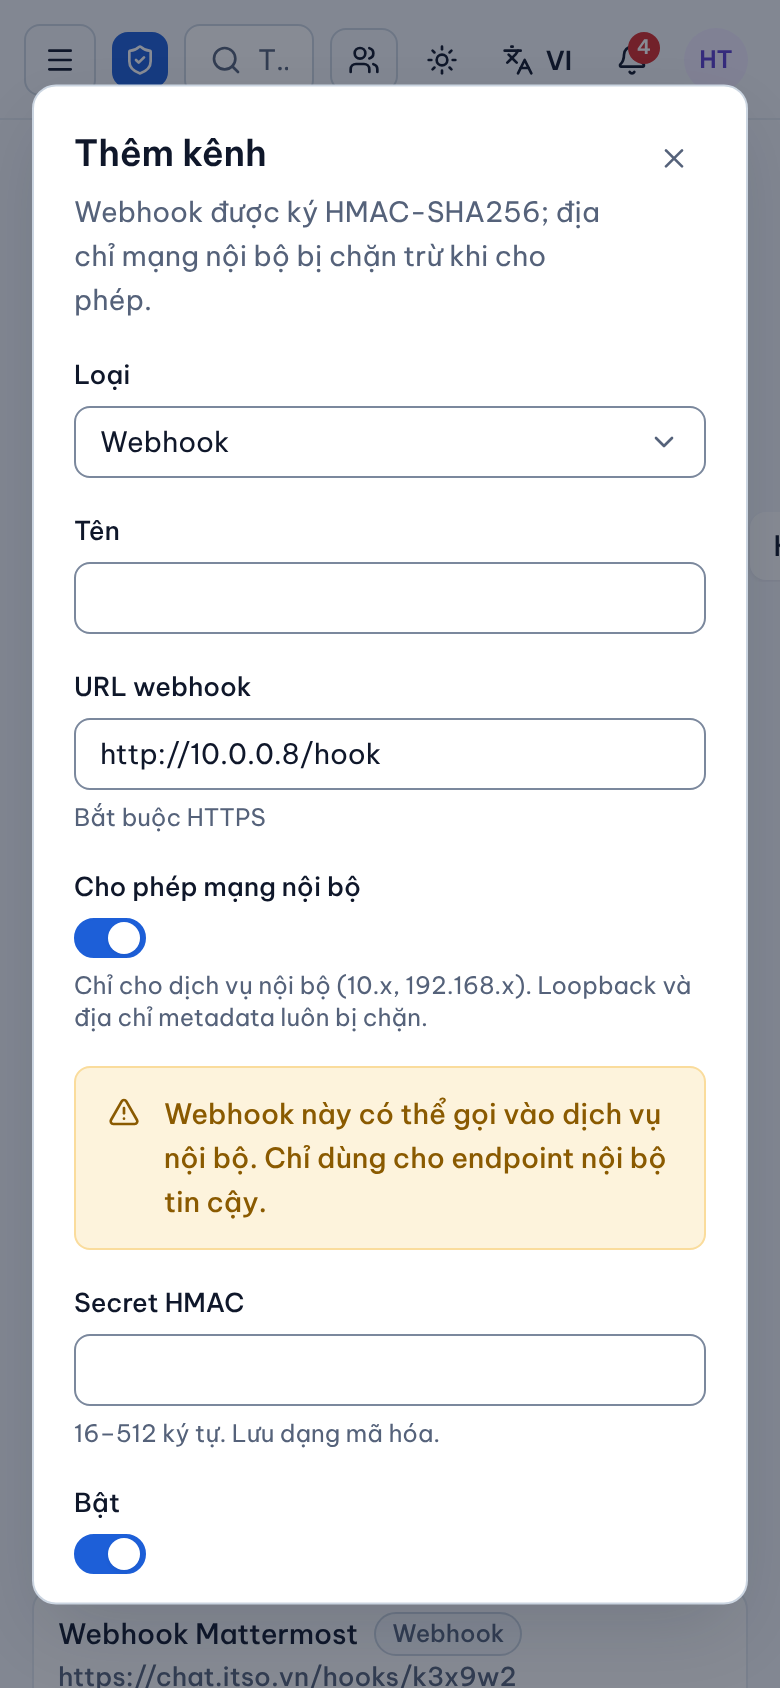 T..
VI
4
HT
Thêm kênh
Webhook được ký HMAC-SHA256; địa
chỉ mạng nội bộ bị chặn trừ khi cho
phép.
Loại
Webhook
Tên
URL webhook
http://10.0.0.8/hook
Bắt buộc HTTPS
Cho phép mạng nội bộ
Chỉ cho dịch vụ nội bộ (10.x, 192.168.x). Loopback và
địa chỉ metadata luôn bị chặn.
Webhook này có thể gọi vào dịch vụ
nội bộ. Chỉ dùng cho endpoint nội bộ
tin cậy.
Secret HMAC
16–512 ký tự. Lưu dạng mã hóa.
Bật
Webhook Mattermost Webhook
https://chat.itso.vn/hooks/k3x9w2